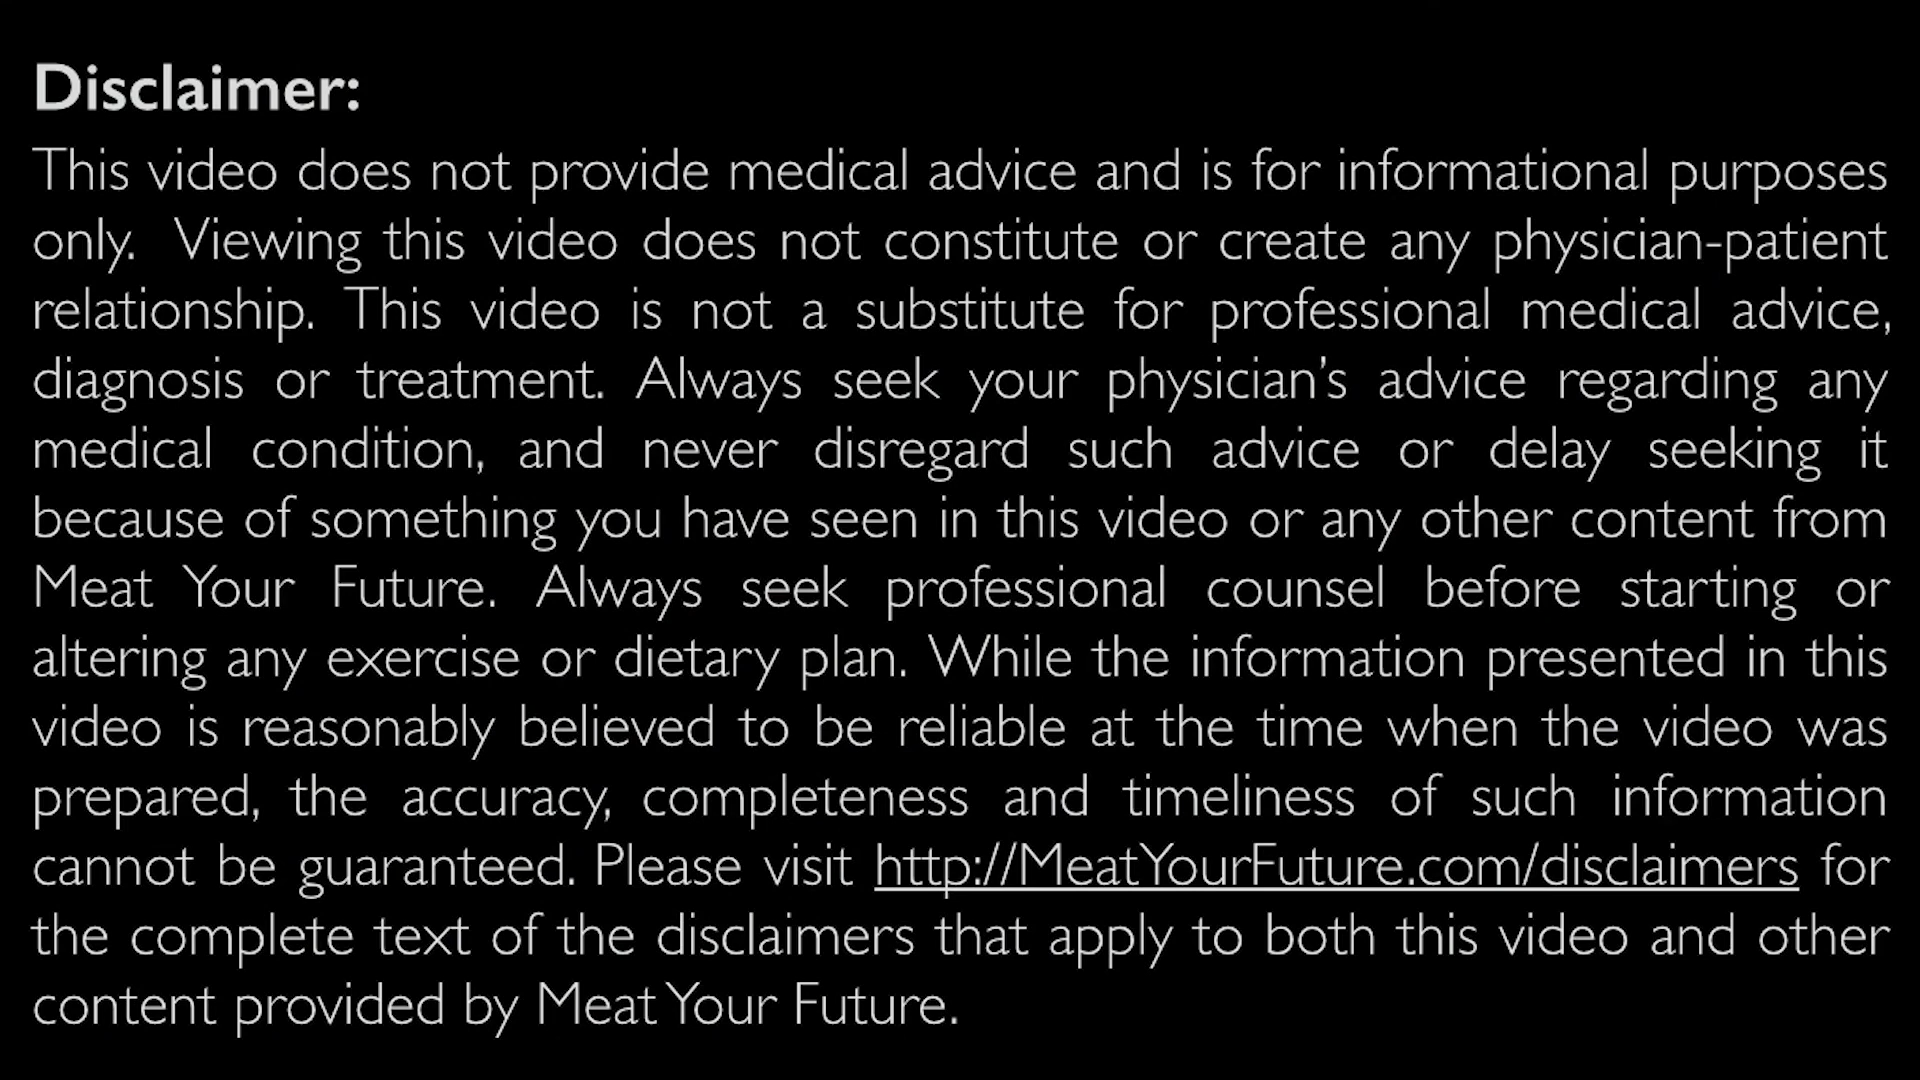 Disclaimer:
This video does not provide medical advice and is for informational purposes
only. Viewing this video does not constitute or create any physician-patient
relationship. This video is not a substitute for professional medical advice,
diagnosis or treatment. Always seek your physician’s advice regarding any
medical condition, and never disregard such advice or delay seeking it
because of something you have seen in this video or any other content from
Meat Your Future. Always seek professional counsel before starting or
altering any exercise or dietary plan. While the information presented in this
video is reasonably believed to be reliable at the time when the video was
prepared, the accuracy, completeness and timeliness of such information
cannot be guaranteed. Please visit http://MeatYourFuture.com/disclaimers for
the complete text of the disclaimers that apply to both this video and other
content provided by Meat Your Future.